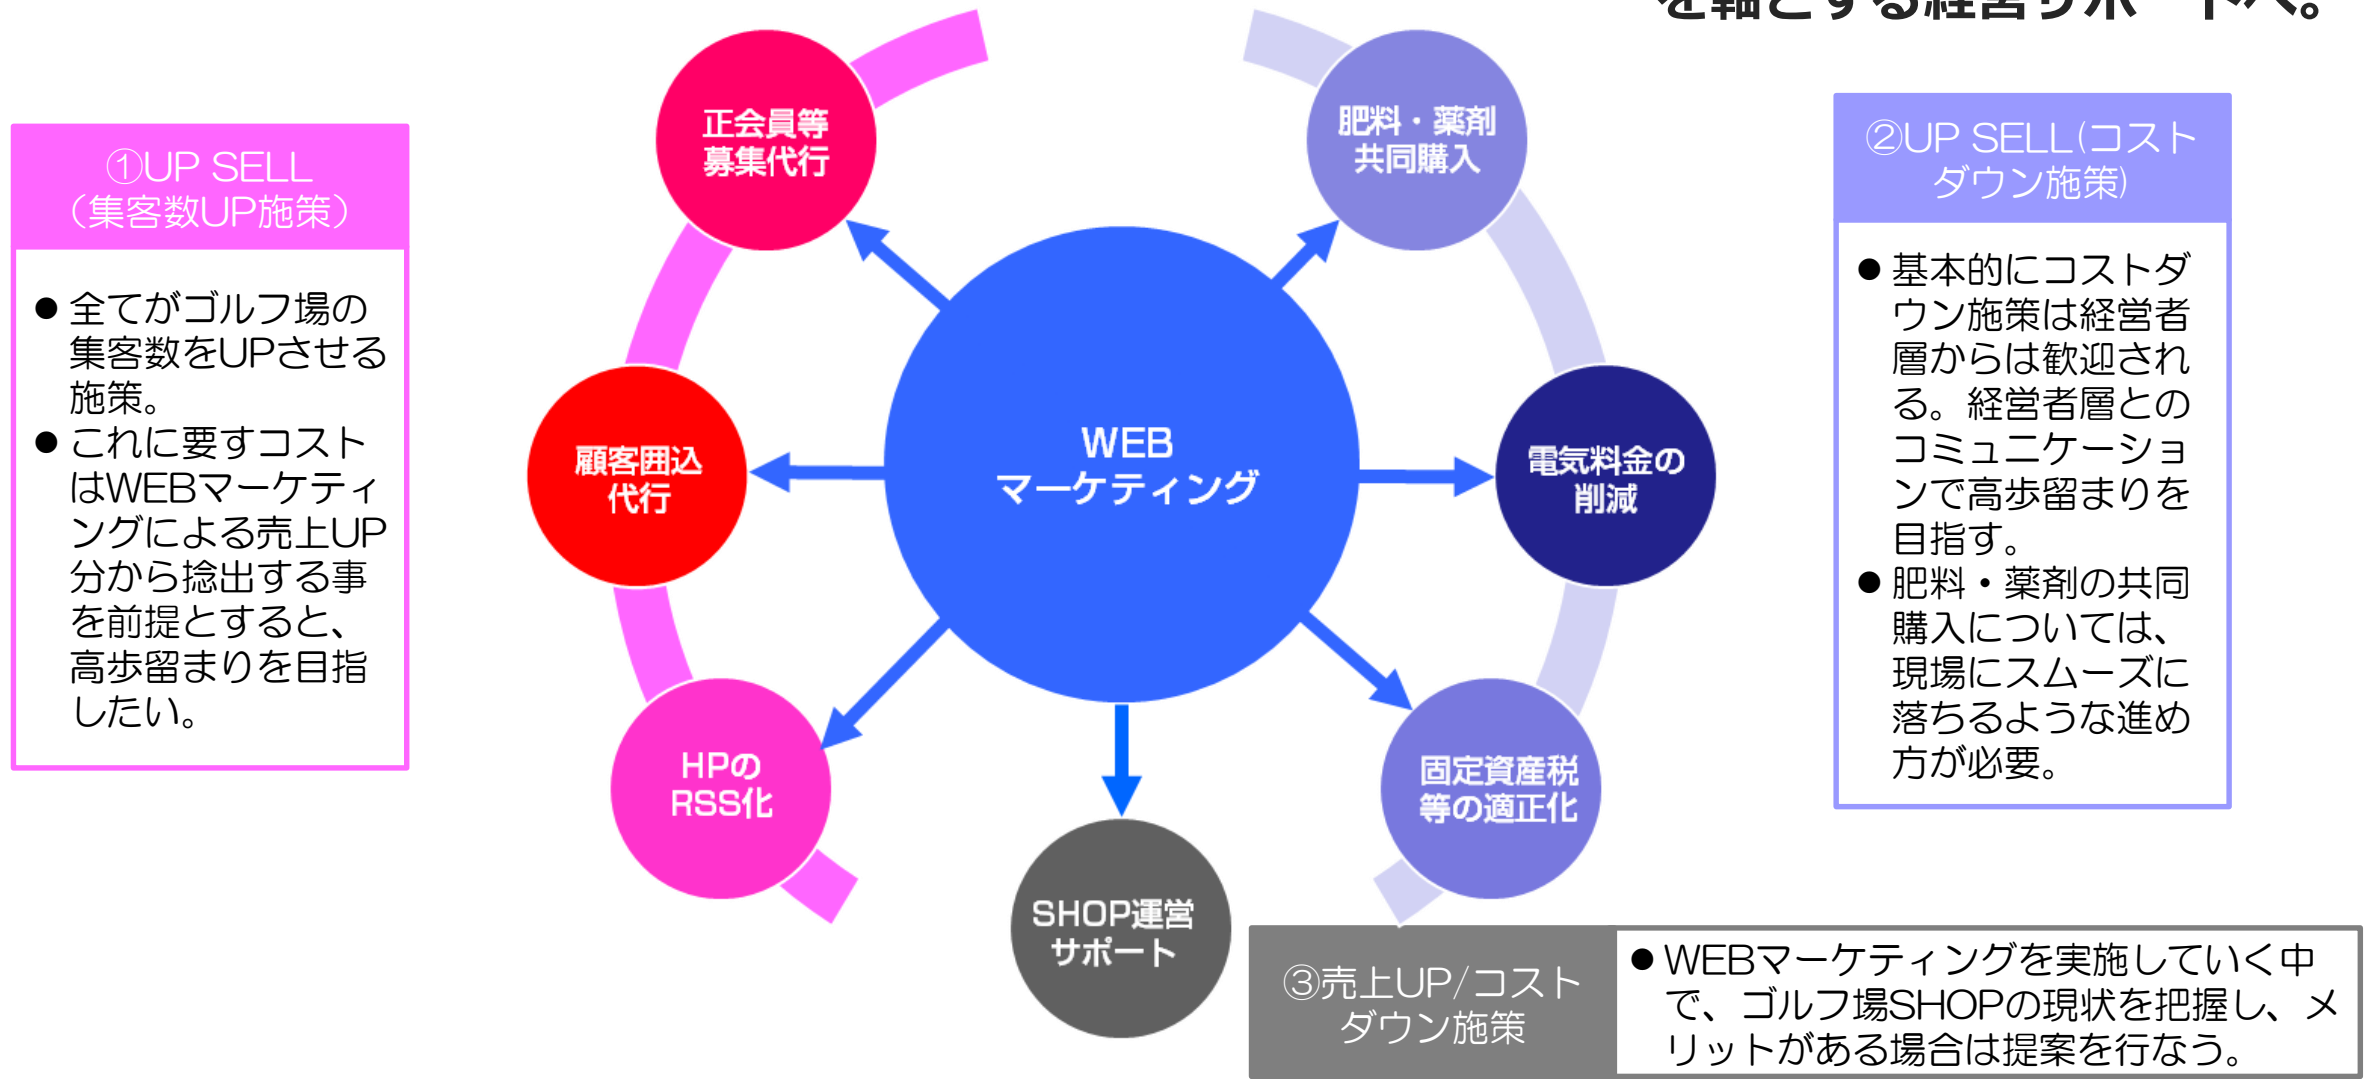 を軸とする経営サポートへ。
①UP SELL
（集客数UP施策）
●全てがゴルフ場の
集客数をUPさせる
施策。
●これに要すコスト
はWEBマーケティ
ングによる売上UP
分から捻出する事
を前提とすると、
高歩留まりを目指
したい。
正会員等
募集代行
顧客囲込
代行
HPの
RSS化
WEB
マーケティング
SHOP運営
サポート
肥料・薬剤
共同購入
電気料金の
削減
固定資産税
等の適正化
②UP SELL(コスト
ダウン施策)
●基本的にコストダ
ウン施策は経営者
層からは歓迎され
る。経営者層との
コミュニケーショ
ンで高歩留まりを
目指す。
●肥料・薬剤の共同
購入については、
現場にスムーズに
落ちるような進め
方が必要。
③売上UP/コスト
ダウン施策
●WEBマーケティングを実施していく中
で、ゴルフ場SHOPの現状を把握し、メ
リットがある場合は提案を行なう。